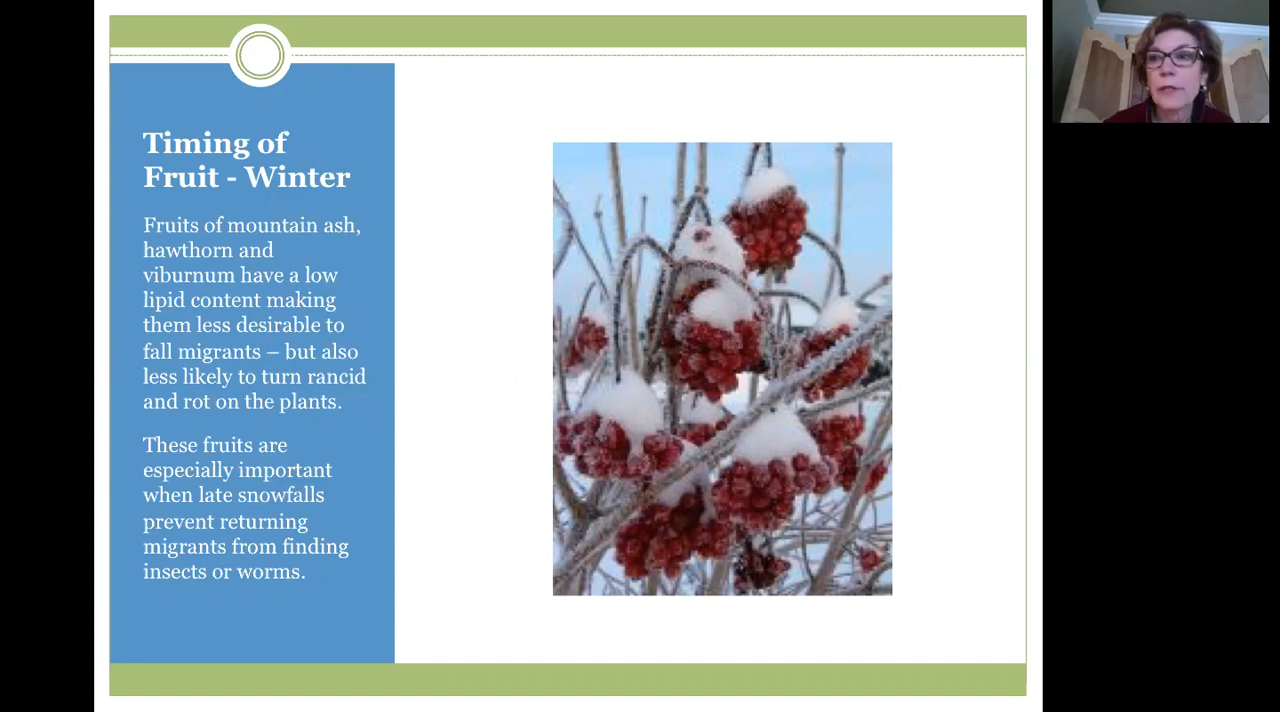 Timing of
Fruit - Winter
Fruits of mountain ash,
hawthorn and
viburnum have a low
lipid content making
them less desirable to
fall migrants – but also
less likely to turn rancid
and rot on the plants.
These fruits are
especially important
when late snowfalls
prevent returning
migrants from finding
insects or worms.